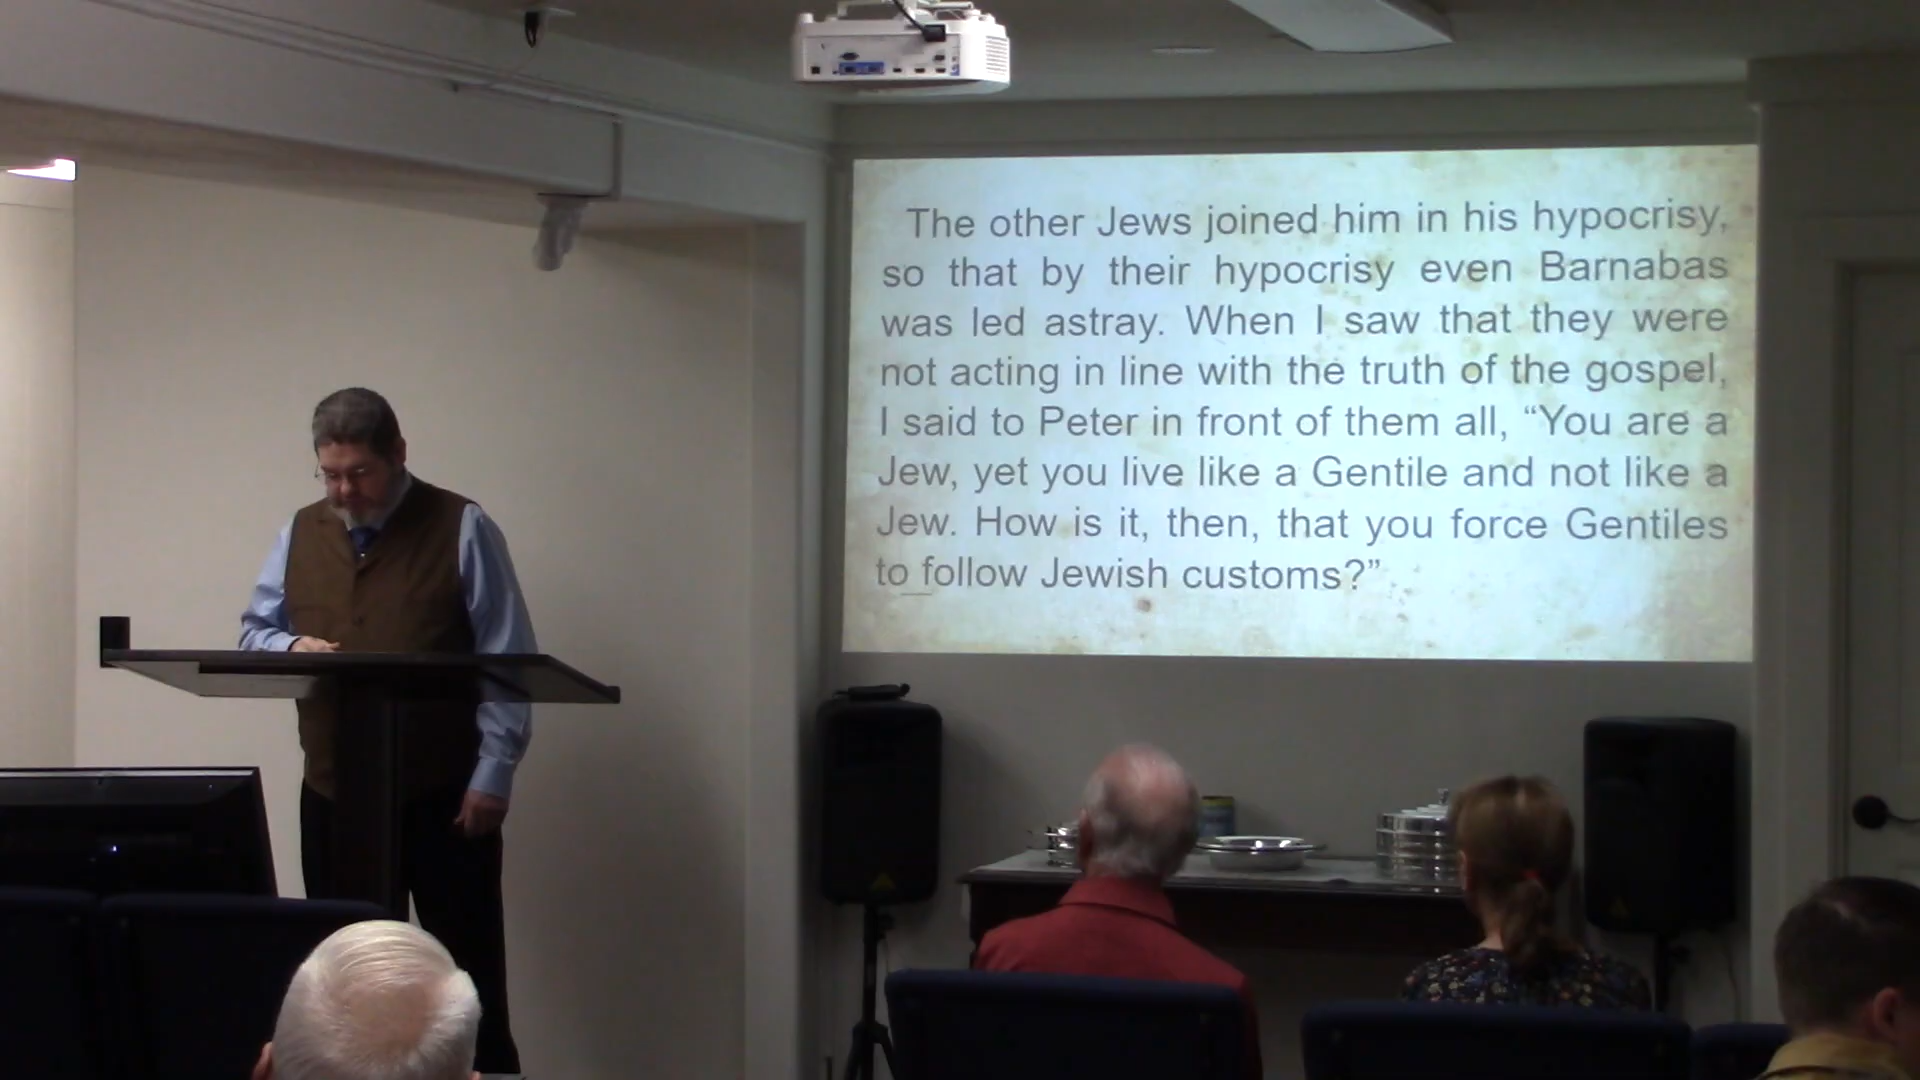 The other Jews joined him in his hypocrisy,
so that by their hypocrisy even Barnabas
was led astray. When I saw that they were
not acting in line with the truth of the gospel,
I said to Peter in front of them all, “You are a
Jew, yet you live like a Gentile and not like a
Jew. How is it, then, that you force Gentiles
to follow Jewish customs?”